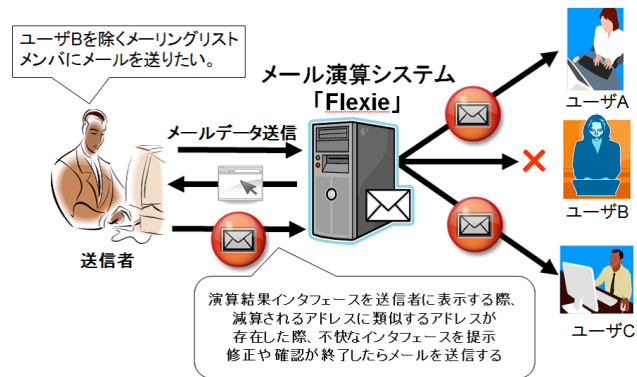 ユーザBを除くメーリングリスト
メンバにメールを送りたい。
メール演算システム
「Flexie」
メールデータ送信
送信者
ユーザA
ユーザB
ユーザC
演算結果インタフェースを送信者に表示する際、
減算されるアドレスに類似するアドレスが
存在した際、不快なインタフェースを提示
修正や確認が終了したらメールを送信する